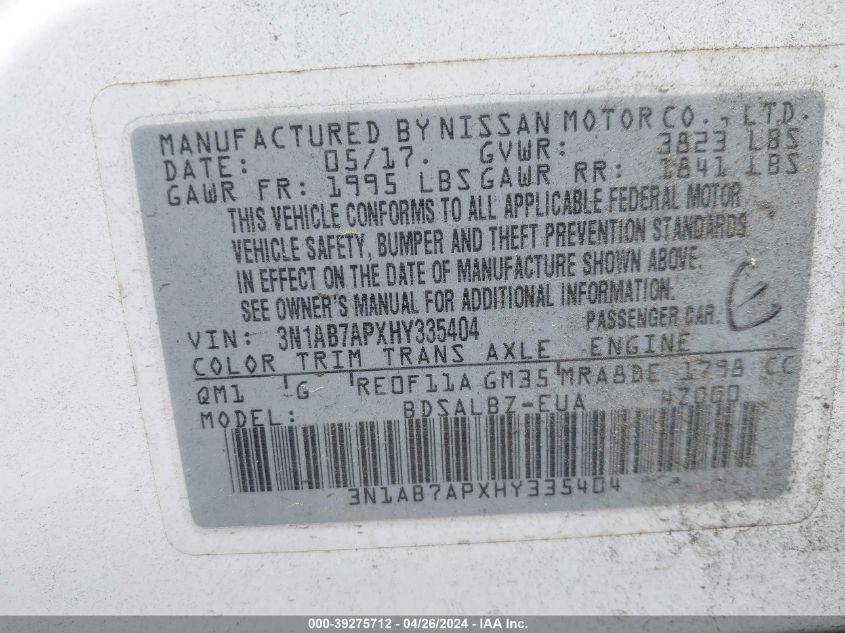 MANUFACTURED BY NISSAN MOTOR CO., LTD.
DATE: 05/17. GVWR: 3823 LBS
GAWR FR: 1995 LBS GAWR RR: 1841 LBS
THIS VEHICLE CONFORMS TO ALL APPLICABLE FEDERAL MOTOR
VEHICLE SAFETY, BUMPER AND THEFT PREVENTION STANDARDS
IN EFFECT ON THE DATE OF MANUFACTURE SHOWN ABOVE.
SEE OWNER'S MANUAL FOR ADDITIONAL INFORMATION.
VIN: 3N1AB7APXHY335404 PASSENGER CAR.
COLOR TRIM TRANS AXLE ENGINE
QM1 G RE0F11A GM35 MRA8DE 1798 CC
MODEL: BDSALBZ-EUA 4Z060
3N1AB7APXHY335404
000-39275712 - 04/26/2024 - IAA Inc.